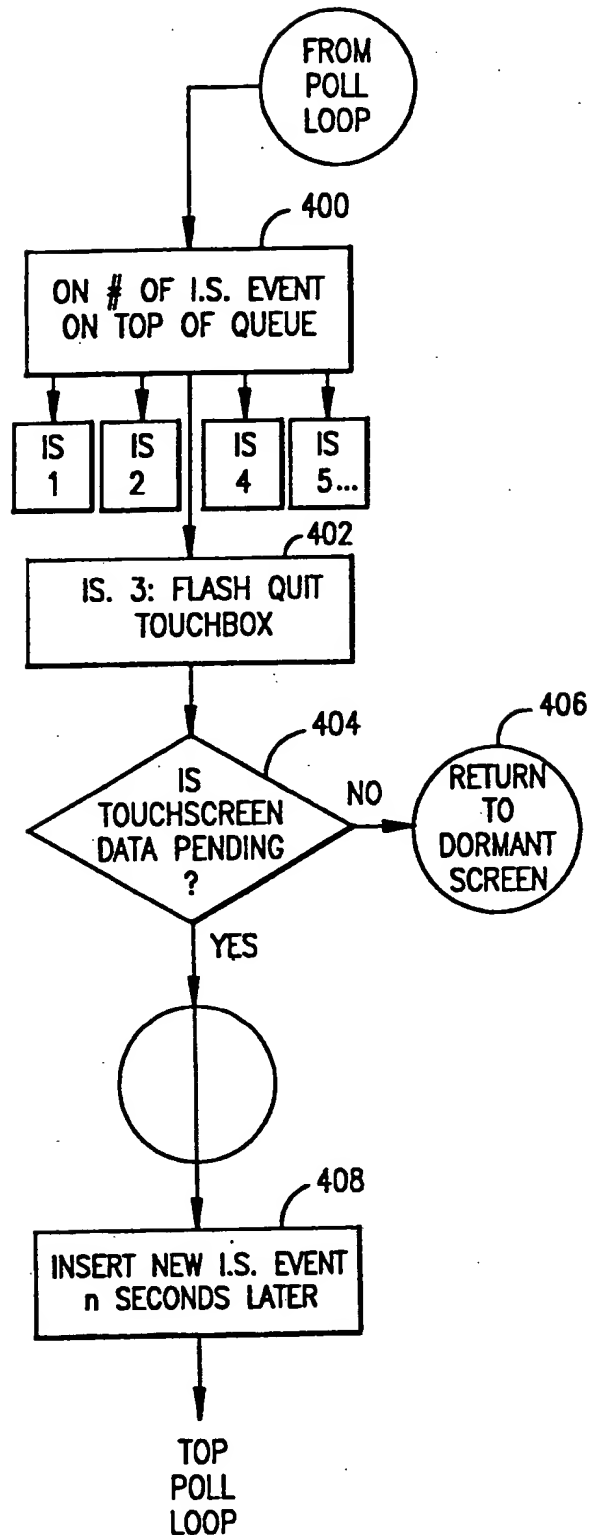 FROM
POLL
LOOP
400
ON # OF I.S. EVENT
ON TOP OF QUEUE
IS
1
IS
2
IS
4
IS
5...
402
IS. 3: FLASH QUIT
TOUCHBOX
404
IS
TOUCHSCREEN
DATA PENDING
?
NO
406
RETURN
TO
DORMANT
SCREEN
YES
408
INSERT NEW I.S. EVENT
n SECONDS LATER
TOP
POLL
LOOP